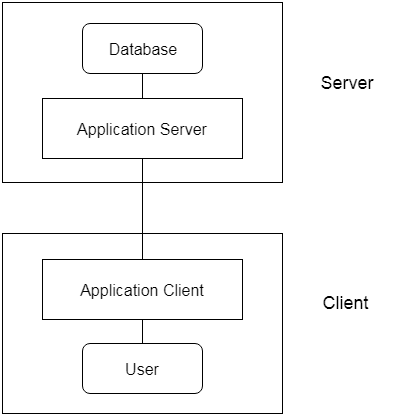 Database
Server
Application Server
Application Client
Client
User